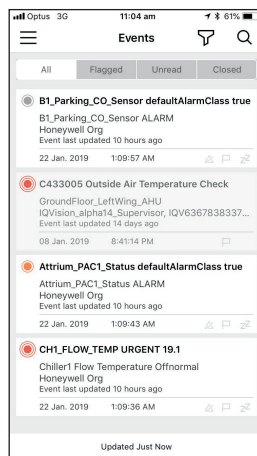 Optus 3G 11:04 am 61%
Events
All Flagged Unread Closed
B1_Parking_CO_Sensor defaultAlarmClass true
B1_Parking_CO_Sensor ALARM
Honeywell Org
Event last updated 10 hours ago
22 Jan. 2019 1:09:57 AM zZ
C433005 Outside Air Temperature Check
GroundFloor_LeftWing_AHU
IQVision_alpha14_Supervisor, IQV6367838337...
Event last updated 14 days ago
08 Jan. 2019 8:41:14 PM
Attrium_PAC1_Status defaultAlarmClass true
Attrium_PAC1_Status ALARM
Honeywell Org
Event last updated 10 hours ago
22 Jan. 2019 1:09:43 AM zZ
CH1_FLOW_TEMP URGENT 19.1
Chiller1 Flow Temperature Offnormal
Honeywell Org
Event last updated 10 hours ago
22 Jan. 2019 1:09:36 AM zZ
Updated Just Now